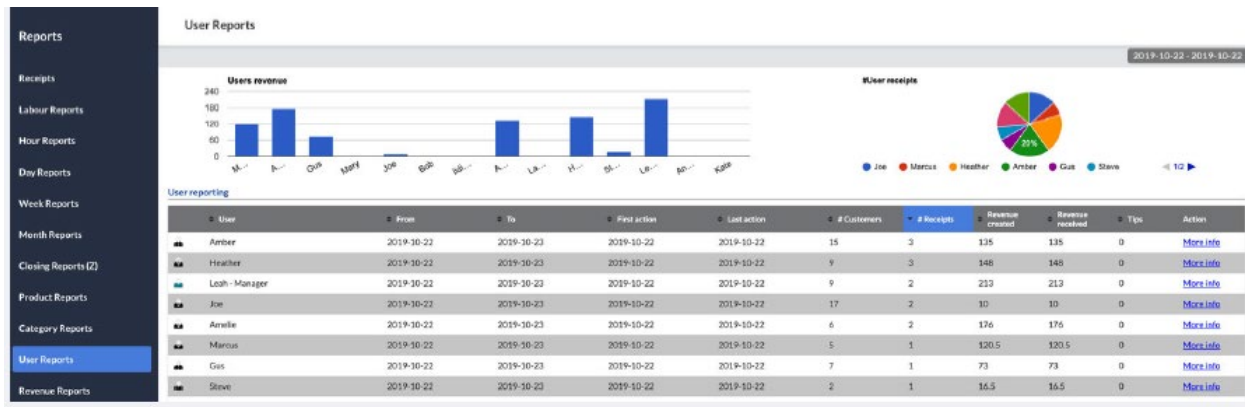 Reports
Receipts
Labour Reports
Hour Reports
Day Reports
Week Reports
Month Reports
Closing Reports (Z)
Product Reports
Category Reports
User Reports
Revenue Reports
User Reports
2019-10-22 - 2019-10-22
Users revenue
240
180
120
60
0
M... A... Gus Mary Joe Bob A... La... H... St... Le... An... Kate
#User receipts
20%
Joe Marcus Heather Amber Gus Steve 1/2
User reporting
User From To First action Last action # Customers # Receipts Revenue created Revenue received Tips Action
Amber 2019-10-22 2019-10-23 2019-10-22 2019-10-22 15 3 135 135 0 More info
Heather 2019-10-22 2019-10-23 2019-10-22 2019-10-22 9 3 148 148 0 More info
Leah - Manager 2019-10-22 2019-10-23 2019-10-22 2019-10-22 9 2 213 213 0 More info
Joe 2019-10-22 2019-10-23 2019-10-22 2019-10-22 17 2 10 10 0 More info
Amelie 2019-10-22 2019-10-23 2019-10-22 2019-10-22 6 2 176 176 0 More info
Marcus 2019-10-22 2019-10-23 2019-10-22 2019-10-22 5 1 120.5 120.5 0 More info
Gus 2019-10-22 2019-10-23 2019-10-22 2019-10-22 7 1 73 73 0 More info
Steve 2019-10-22 2019-10-23 2019-10-22 2019-10-22 2 1 16.5 16.5 0 More info